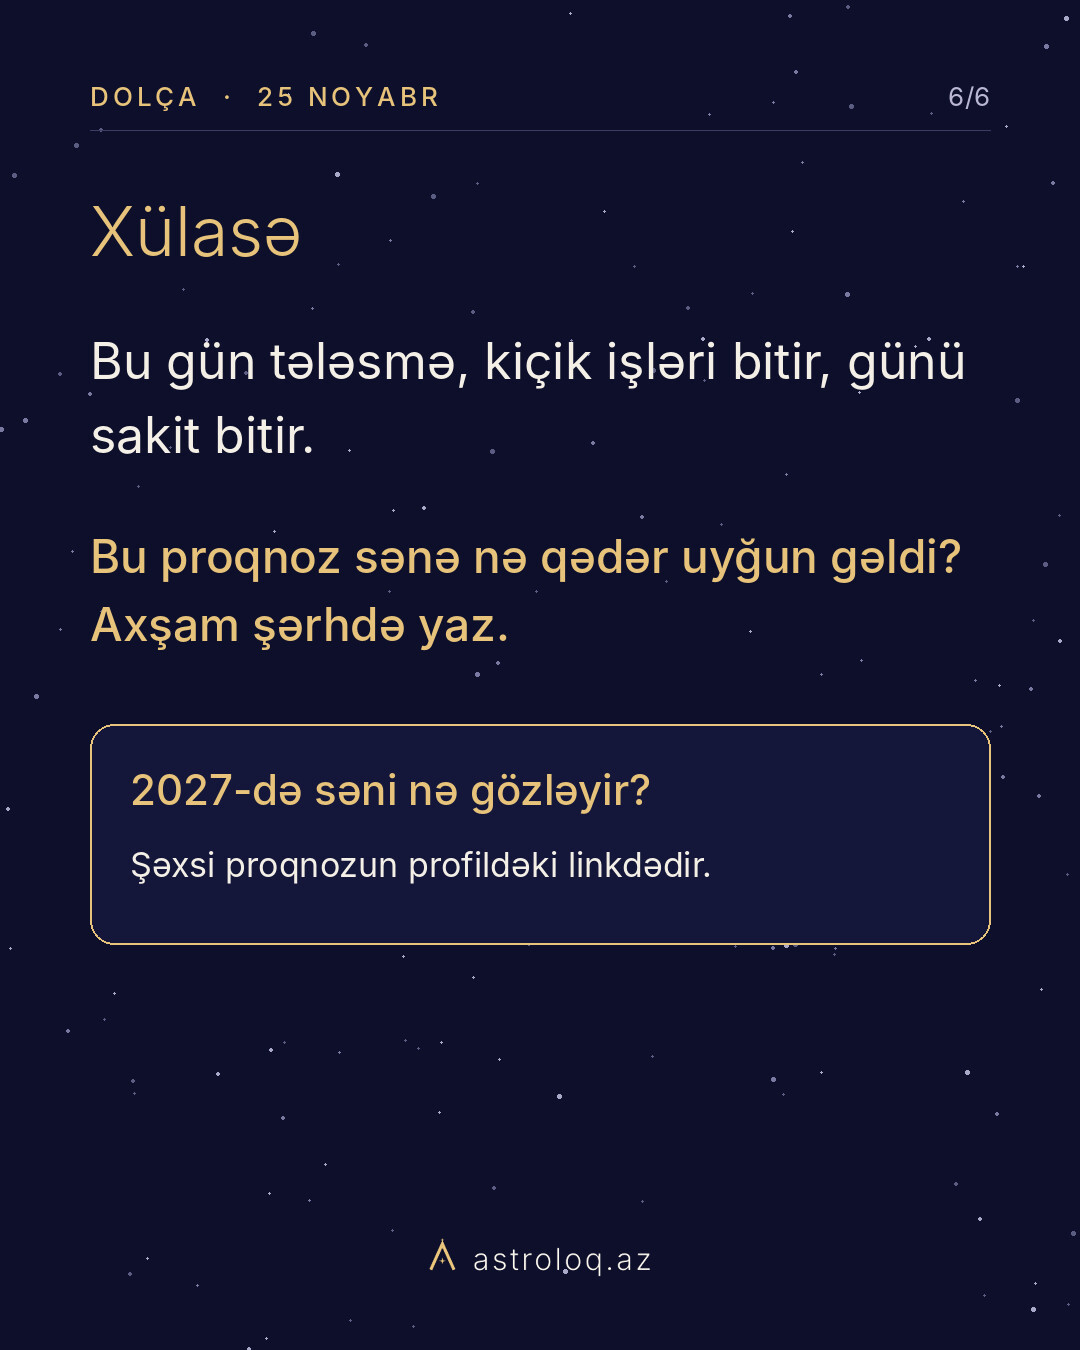 DOLÇA · 25 NOYABR
6/6
Xülasə
Bu gün tələsmə, kiçik işləri bitir, günü
sakit bitir.
Bu proqnoz sənə nə qədər uyğun gəldi?
Axşam şərhdə yaz.
2027-də səni nə gözləyir?
Şəxsi proqnozun profildəki linkdədir.
astroloq.az